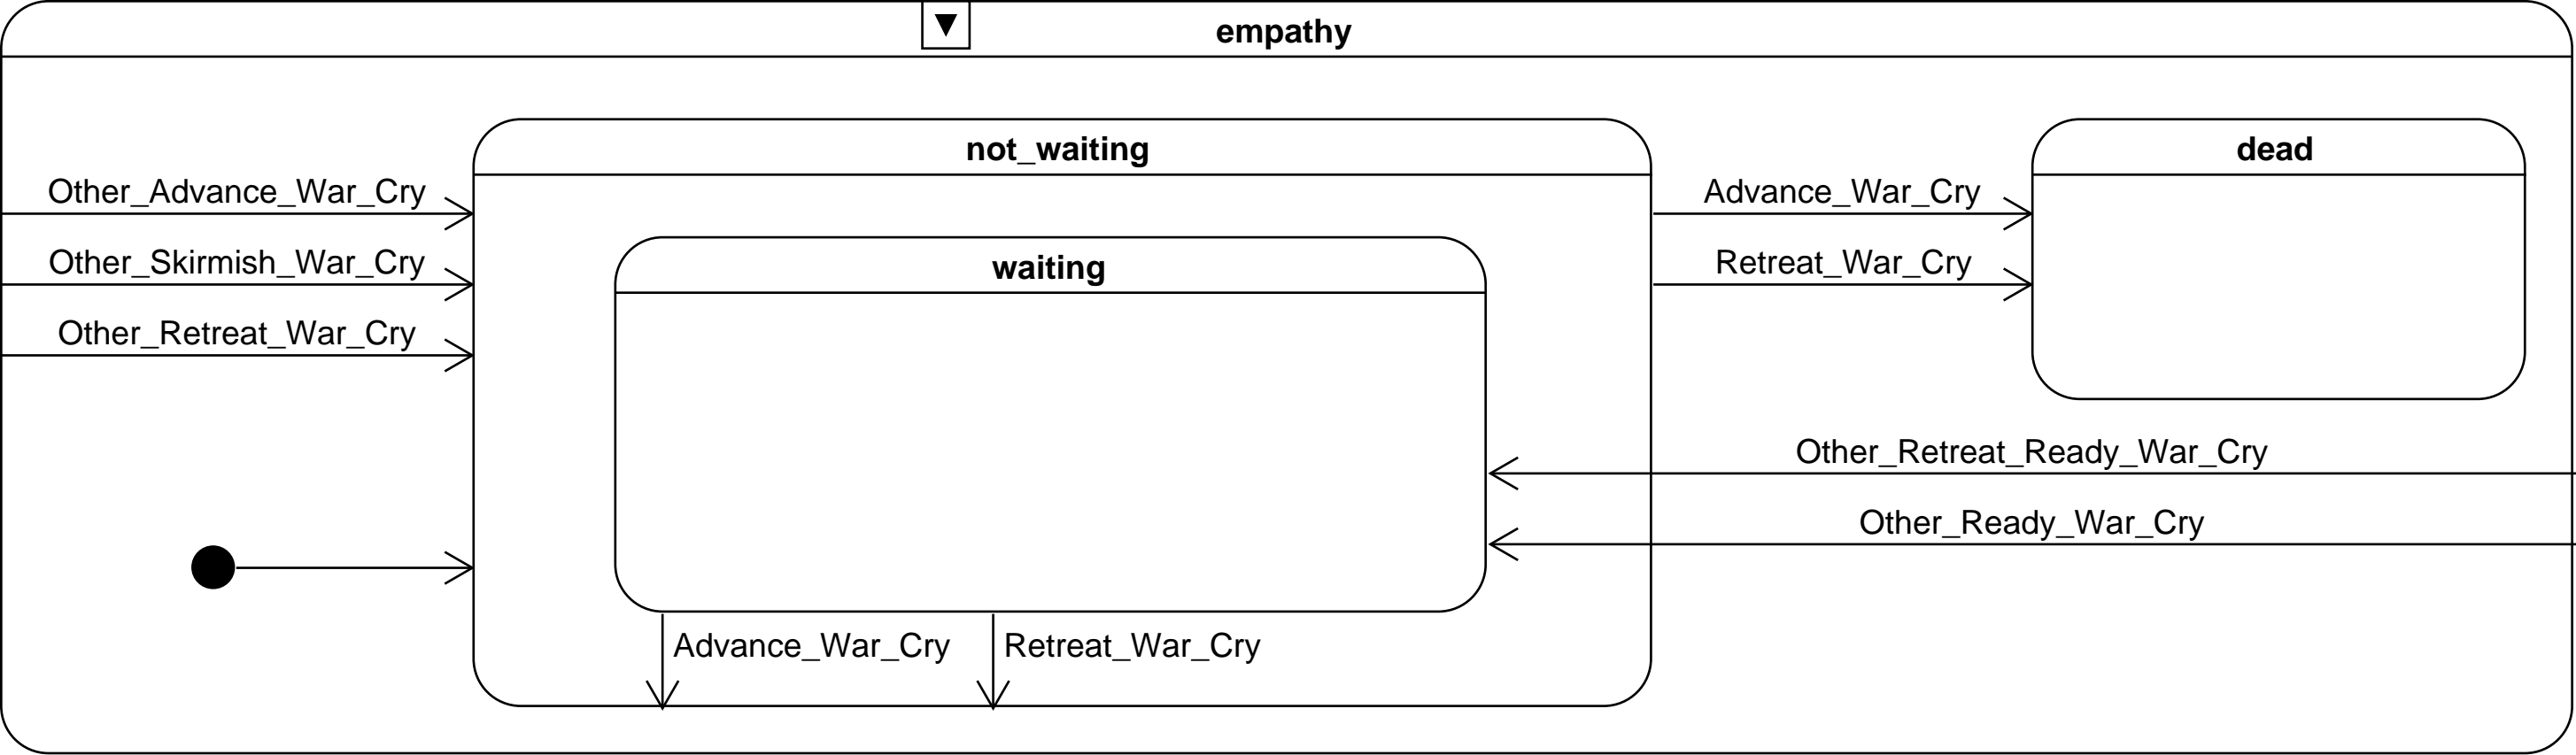 empathy
not_waiting
dead
Other_Advance_War_Cry
Advance_War_Cry
Other_Skirmish_War_Cry
waiting
Retreat_War_Cry
Other_Retreat_War_Cry
Other_Retreat_Ready_War_Cry
Other_Ready_War_Cry
Advance_War_Cry
Retreat_War_Cry